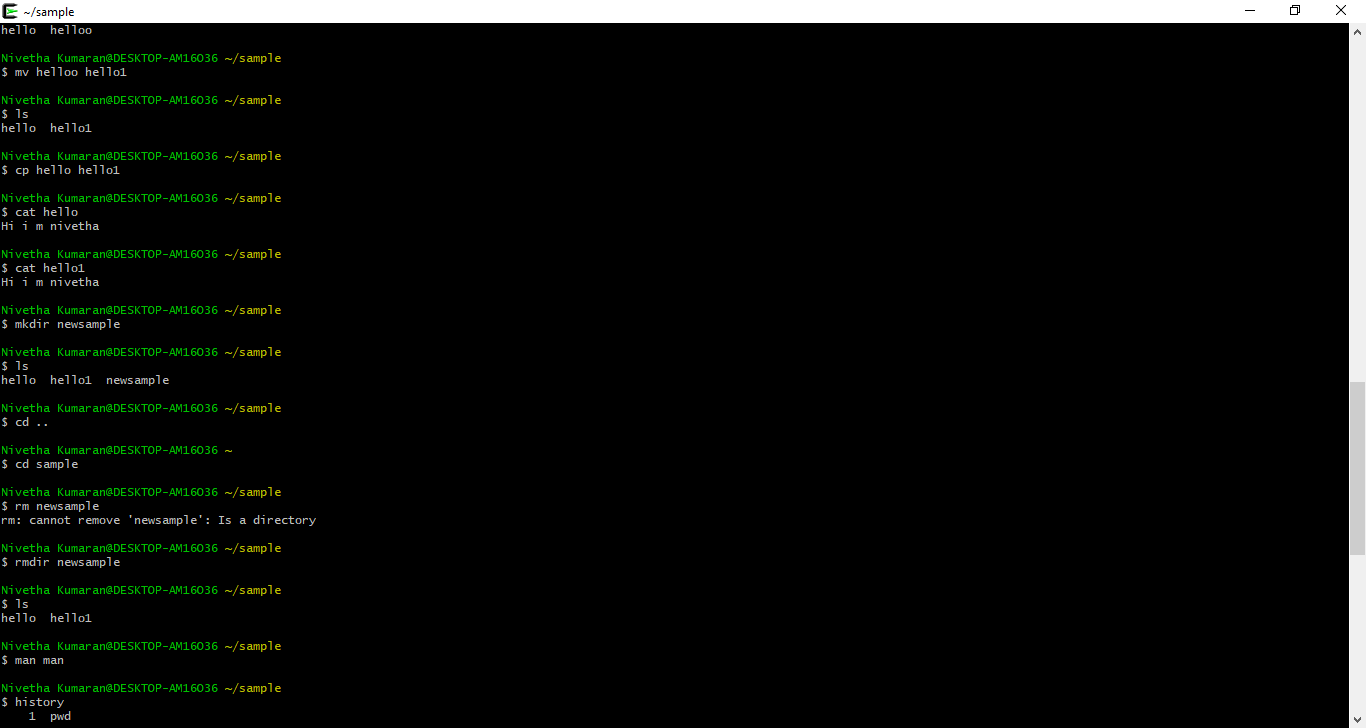 ~/sample
hello  helloo
Nivetha Kumaran@DESKTOP-AM16O36 ~/sample
$ mv helloo hello1
Nivetha Kumaran@DESKTOP-AM16O36 ~/sample
$ ls
hello  hello1
Nivetha Kumaran@DESKTOP-AM16O36 ~/sample
$ cp hello hello1
Nivetha Kumaran@DESKTOP-AM16O36 ~/sample
$ cat hello
Hi i m nivetha
Nivetha Kumaran@DESKTOP-AM16O36 ~/sample
$ cat hello1
Hi i m nivetha
Nivetha Kumaran@DESKTOP-AM16O36 ~/sample
$ mkdir newsample
Nivetha Kumaran@DESKTOP-AM16O36 ~/sample
$ ls
hello  hello1  newsample
Nivetha Kumaran@DESKTOP-AM16O36 ~/sample
$ cd ..
Nivetha Kumaran@DESKTOP-AM16O36 ~
$ cd sample
Nivetha Kumaran@DESKTOP-AM16O36 ~/sample
$ rm newsample
rm: cannot remove 'newsample': Is a directory
Nivetha Kumaran@DESKTOP-AM16O36 ~/sample
$ rmdir newsample
Nivetha Kumaran@DESKTOP-AM16O36 ~/sample
$ ls
hello  hello1
Nivetha Kumaran@DESKTOP-AM16O36 ~/sample
$ man man
Nivetha Kumaran@DESKTOP-AM16O36 ~/sample
$ history
    1  pwd